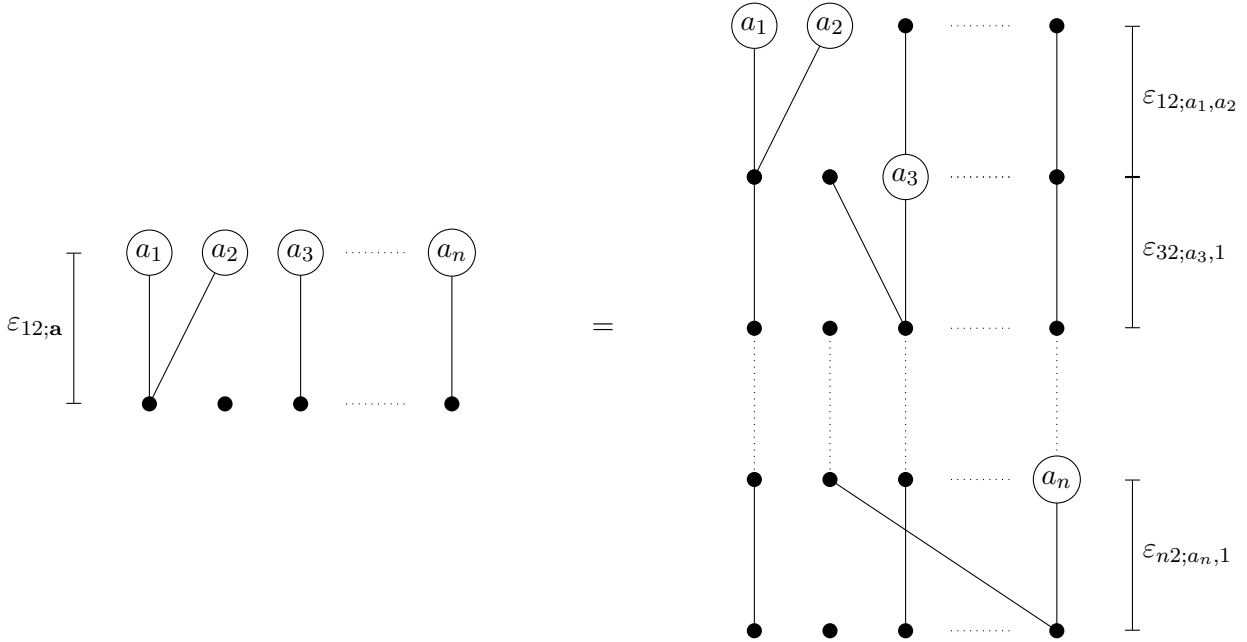 a₁ a₂
ε₁₂;ₐ₁,ₐ₂
a₃
ε₃₂;ₐ₃,₁
a₁ a₂ a₃ aₙ
ε₁₂;𝐚
=
aₙ
εₙ₂;ₐₙ,₁